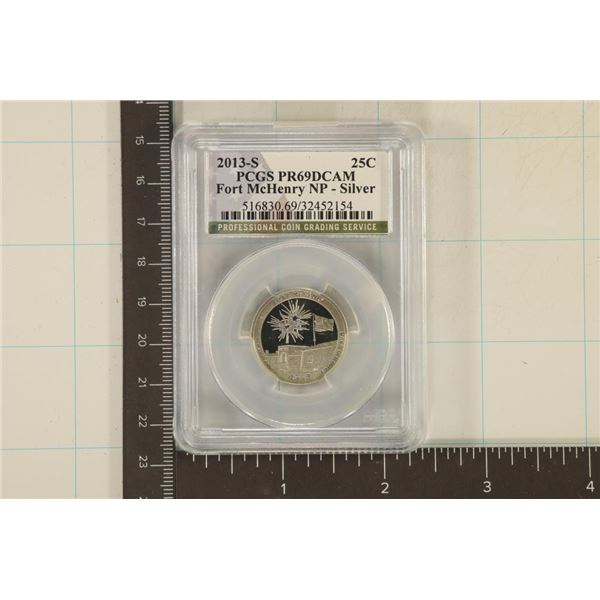 2013-S 25C
PCGS PR69DCAM
Fort McHenry NP - Silver
516830.69/32452154
PROFESSIONAL COIN GRADING SERVICE
15
16
17
18
19
20
21
22
23
1 2 3 4